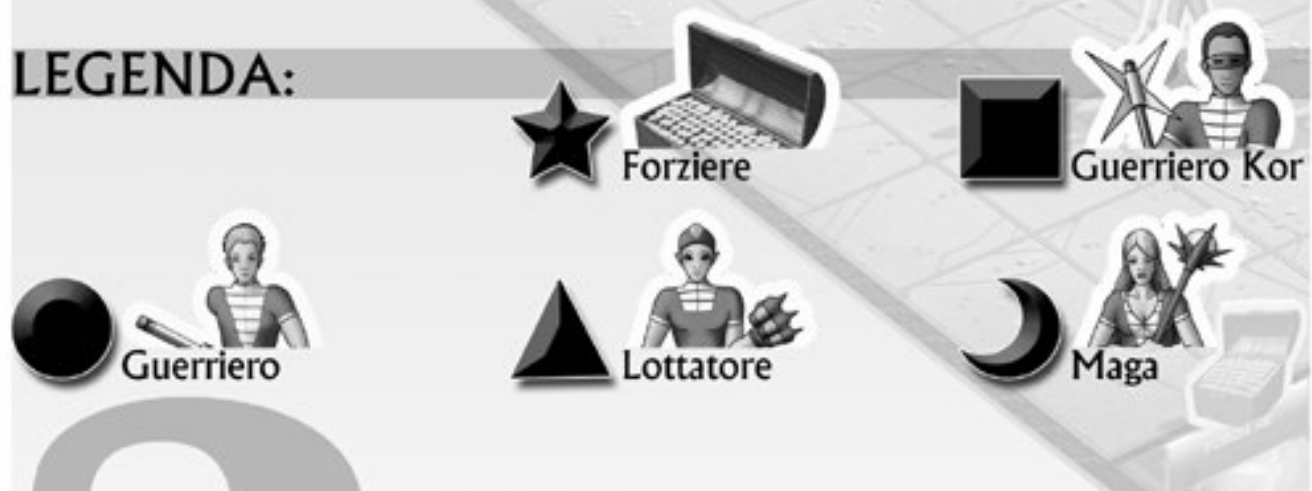 LEGENDA:
Forziere
Guerriero Kor
Guerriero
Lottatore
Maga